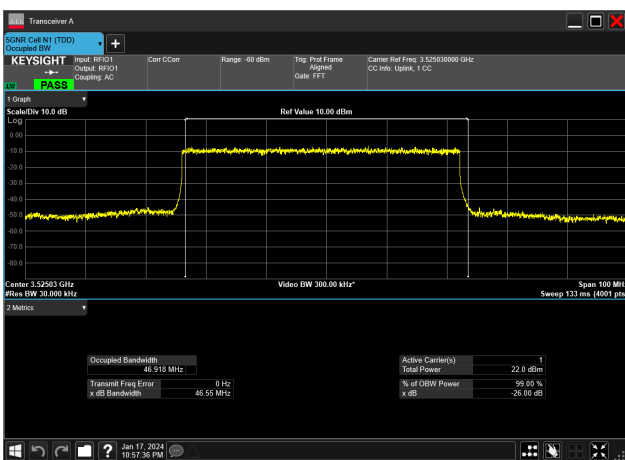 Transceiver A
5GNR Cell N1 (TDD)
Occupied BW
KEYSIGHT
Input: RFIO1
Output: RFIO1
Coupling: AC
PASS
Corr CCorr
Range: -60 dBm
Trig: Prot Frame
Aligned
Gate: FFT
Carrier Ref Freq: 3.525030000 GHz
CC Info: Uplink, 1 CC
1 Graph
Scale/Div 10.0 dB
Ref Value 10.00 dBm
Log
0.00
-10.0
-20.0
-30.0
-40.0
-50.0
-60.0
-70.0
-80.0
Center 3.52503 GHz
Video BW 300.00 kHz*
Span 100 MHz
#Res BW 30.000 kHz
Sweep 133 ms (4001 pts
2 Metrics
Occupied Bandwidth
46.918 MHz
Transmit Freq Error 0 Hz
x dB Bandwidth 46.55 MHz
Active Carrier(s) 1
Total Power 22.0 dBm
% of OBW Power 99.00 %
x dB -26.00 dB
Jan 17, 2024
10:57:36 PM